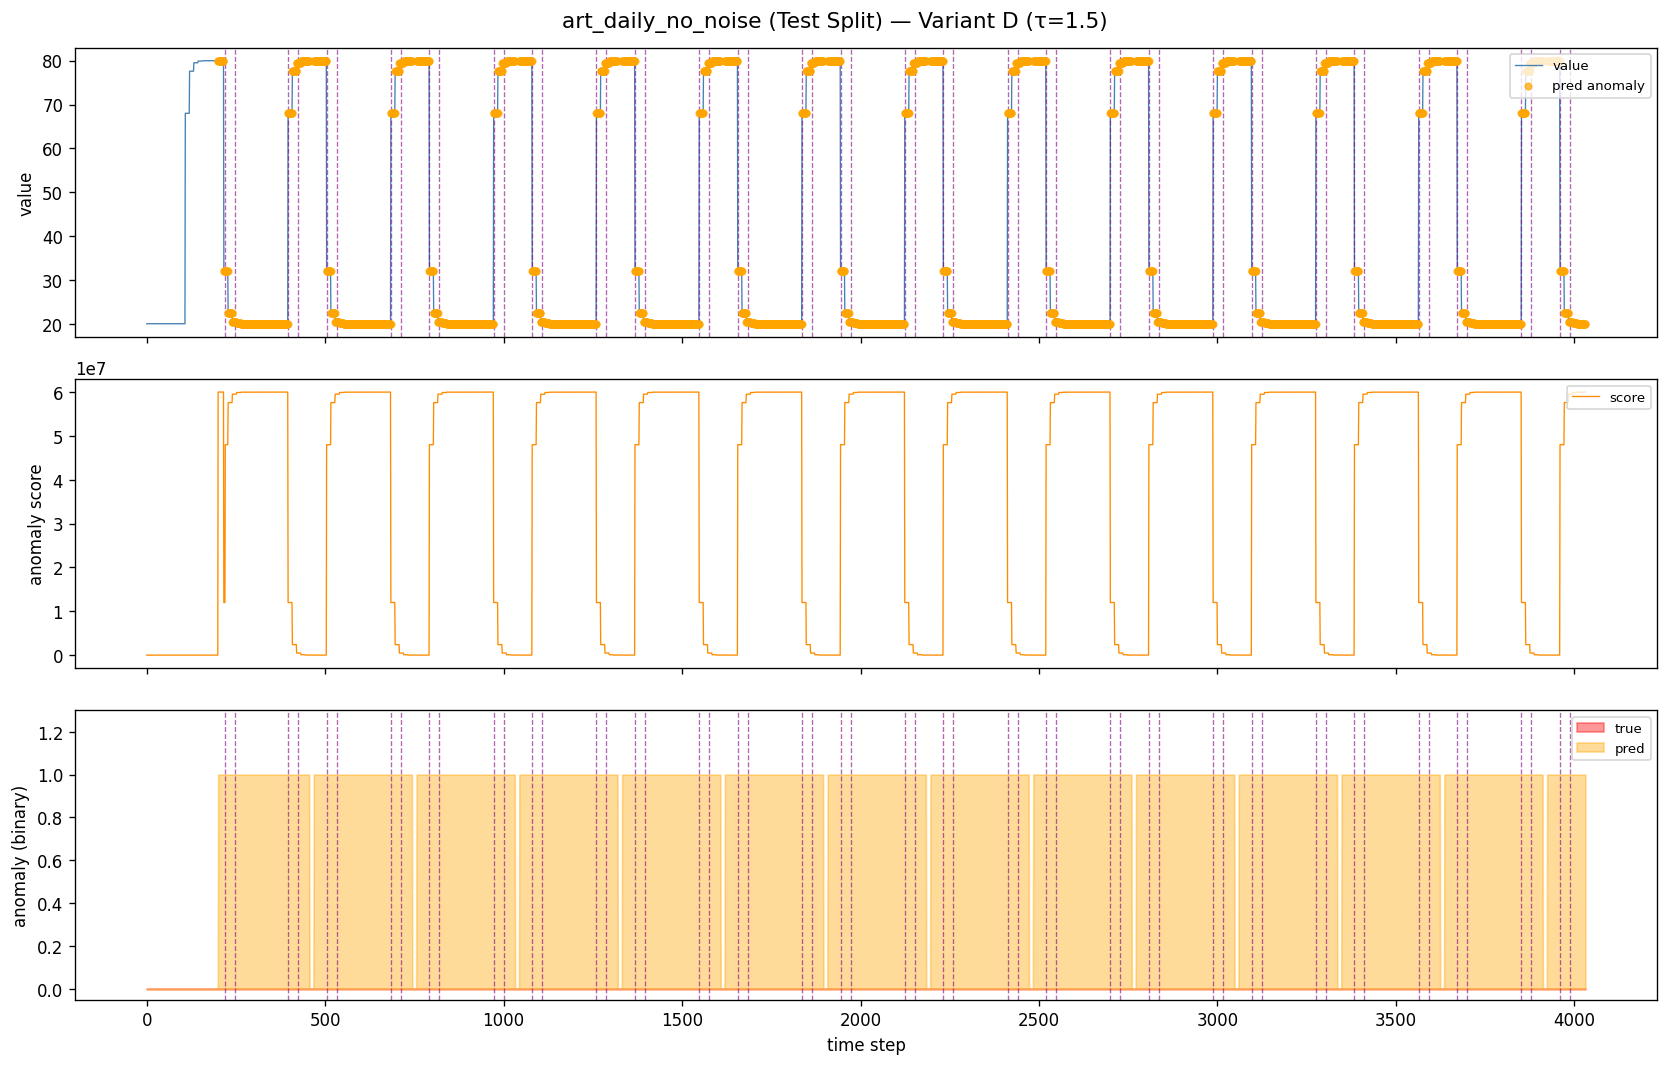 art_daily_no_noise (Test Split) — Variant D (τ=1.5)
80
70
60
50
40
30
20
value
value
pred anomaly
1e7
6
5
4
3
2
1
0
anomaly score
score
1.2
1.0
0.8
0.6
0.4
0.2
0.0
anomaly (binary)
true
pred
0
500
1000
1500
2000
2500
3000
3500
4000
time step